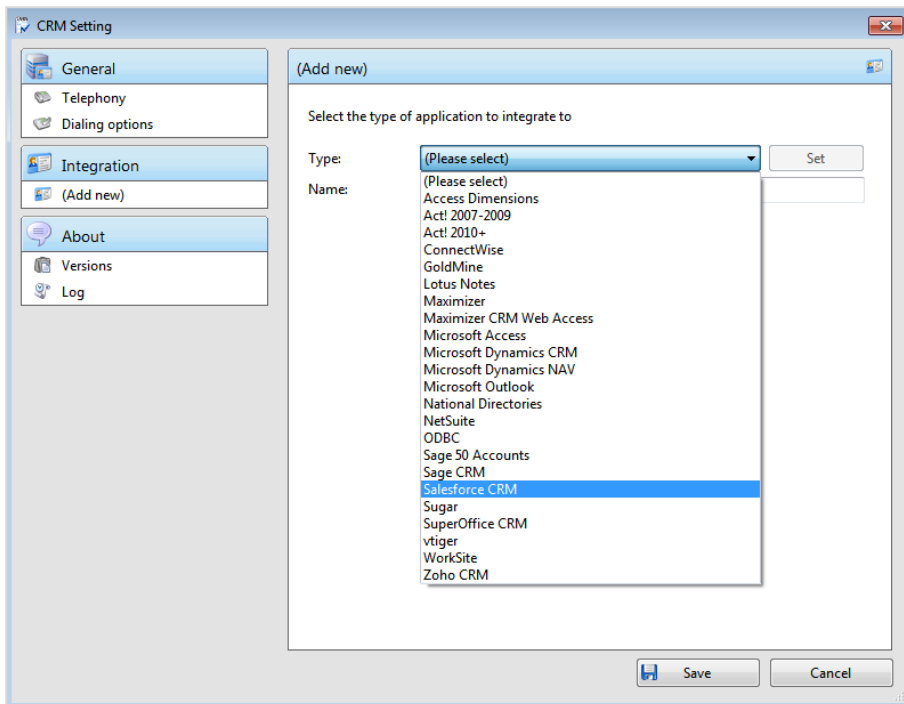 CRM Setting
General
Telephony
Dialing options
Integration
(Add new)
About
Versions
Log
(Add new)
Select the type of application to integrate to
Type: (Please select) Set
Name:
(Please select)
Access Dimensions
Act! 2007-2009
Act! 2010+
ConnectWise
GoldMine
Lotus Notes
Maximizer
Maximizer CRM Web Access
Microsoft Access
Microsoft Dynamics CRM
Microsoft Dynamics NAV
Microsoft Outlook
National Directories
NetSuite
ODBC
Sage 50 Accounts
Sage CRM
Salesforce CRM
Sugar
SuperOffice CRM
vtiger
WorkSite
Zoho CRM
Save Cancel